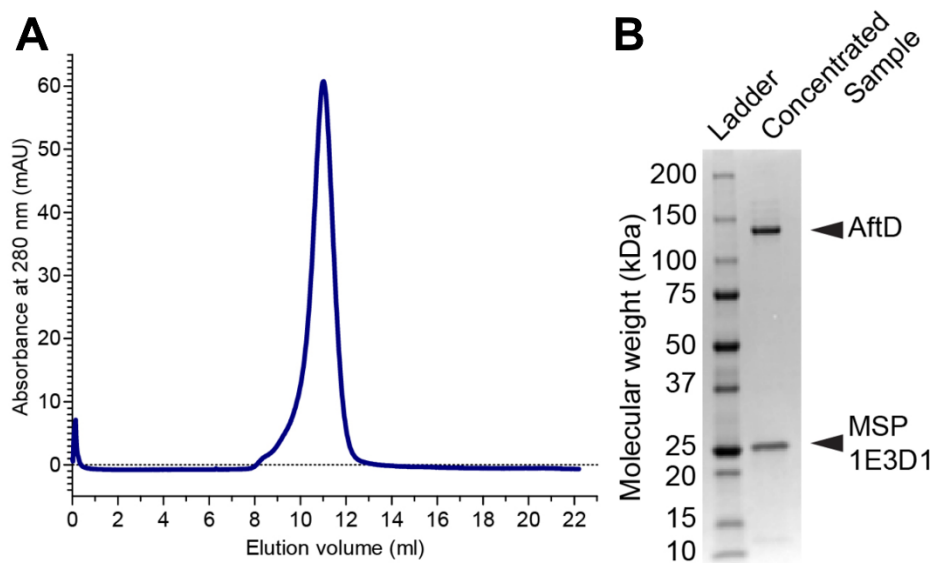 A
Absorbance at 280 nm (mAU)
60
50
40
30
20
10
0
0 2 4 6 8 10 12 14 16 18 20 22
Elution volume (ml)
B
Ladder
Concentrated
Sample
Molecular weight (kDa)
200
150
100
75
50
37
25
20
15
10
AftD
MSP
1E3D1